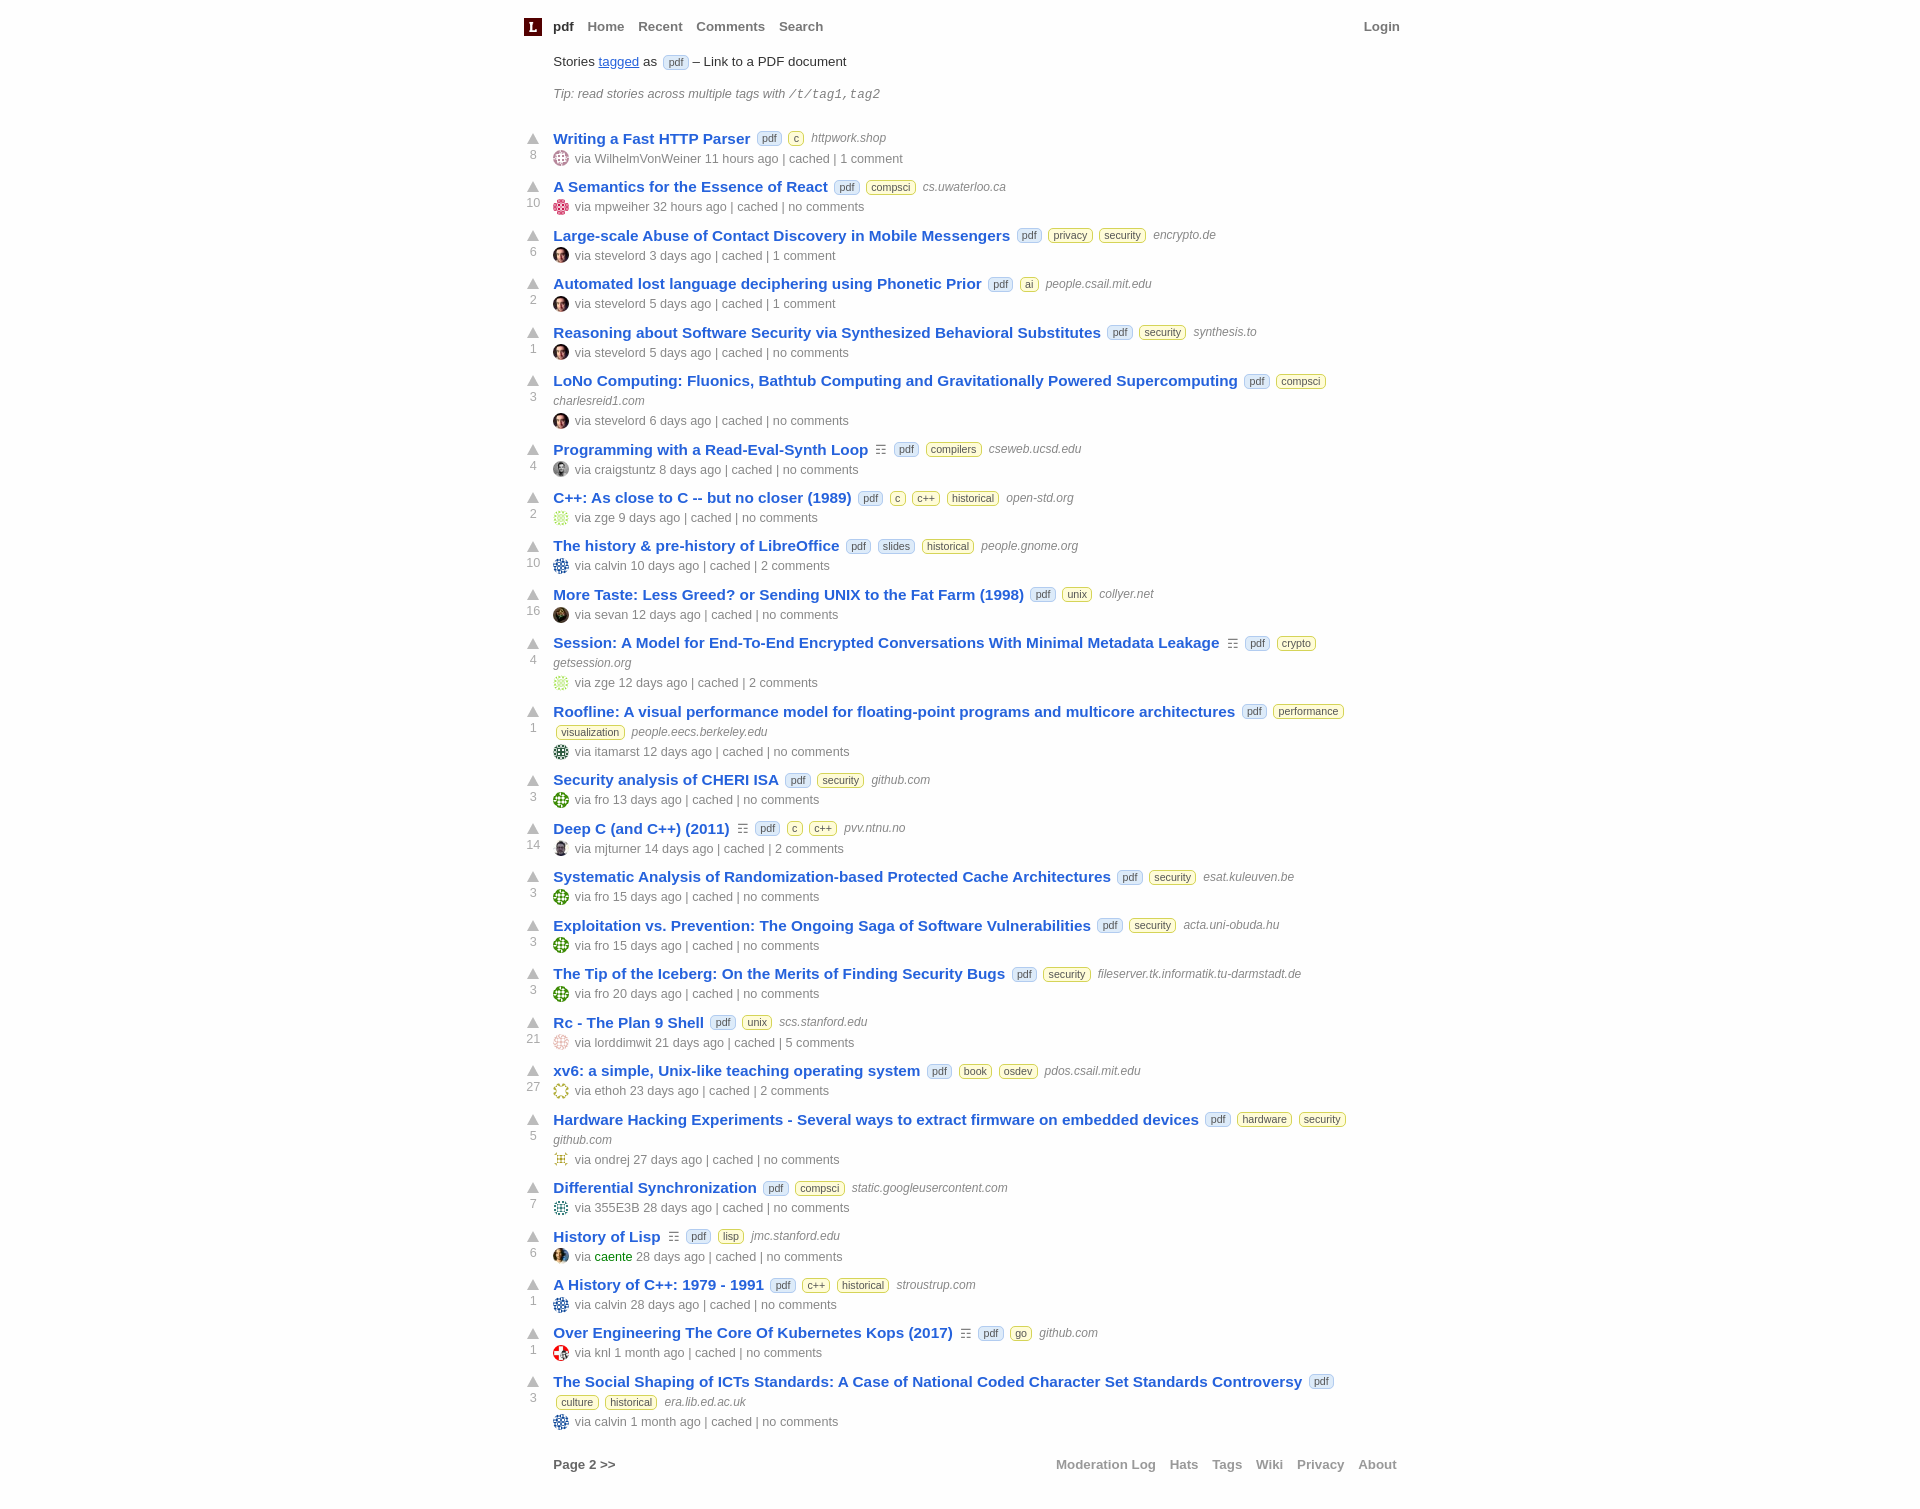 L pdf Home Recent Comments Search Login
Stories tagged as pdf – Link to a PDF document
Tip: read stories across multiple tags with /t/tag1,tag2
Writing a Fast HTTP Parser pdf c httpwork.shop
8
via WilhelmVonWeiner 11 hours ago | cached | 1 comment
A Semantics for the Essence of React pdf compsci cs.uwaterloo.ca
10
via mpweiher 32 hours ago | cached | no comments
Large-scale Abuse of Contact Discovery in Mobile Messengers pdf privacy security encrypto.de
6
via stevelord 3 days ago | cached | 1 comment
Automated lost language deciphering using Phonetic Prior pdf ai people.csail.mit.edu
2
via stevelord 5 days ago | cached | 1 comment
Reasoning about Software Security via Synthesized Behavioral Substitutes pdf security synthesis.to
1
via stevelord 5 days ago | cached | no comments
LoNo Computing: Fluonics, Bathtub Computing and Gravitationally Powered Supercomputing pdf compsci
3
charlesreid1.com
via stevelord 6 days ago | cached | no comments
Programming with a Read-Eval-Synth Loop ☶ pdf compilers cseweb.ucsd.edu
4
via craigstuntz 8 days ago | cached | no comments
C++: As close to C -- but no closer (1989) pdf c c++ historical open-std.org
2
via zge 9 days ago | cached | no comments
The history & pre-history of LibreOffice pdf slides historical people.gnome.org
10
via calvin 10 days ago | cached | 2 comments
More Taste: Less Greed? or Sending UNIX to the Fat Farm (1998) pdf unix collyer.net
16
via sevan 12 days ago | cached | no comments
Session: A Model for End-To-End Encrypted Conversations With Minimal Metadata Leakage ☶ pdf crypto
4
getsession.org
via zge 12 days ago | cached | 2 comments
Roofline: A visual performance model for floating-point programs and multicore architectures pdf performance
1
visualization people.eecs.berkeley.edu
via itamarst 12 days ago | cached | no comments
Security analysis of CHERI ISA pdf security github.com
3
via fro 13 days ago | cached | no comments
Deep C (and C++) (2011) ☶ pdf c c++ pvv.ntnu.no
14
via mjturner 14 days ago | cached | 2 comments
Systematic Analysis of Randomization-based Protected Cache Architectures pdf security esat.kuleuven.be
3
via fro 15 days ago | cached | no comments
Exploitation vs. Prevention: The Ongoing Saga of Software Vulnerabilities pdf security acta.uni-obuda.hu
3
via fro 15 days ago | cached | no comments
The Tip of the Iceberg: On the Merits of Finding Security Bugs pdf security fileserver.tk.informatik.tu-darmstadt.de
3
via fro 20 days ago | cached | no comments
Rc - The Plan 9 Shell pdf unix scs.stanford.edu
21
via lorddimwit 21 days ago | cached | 5 comments
xv6: a simple, Unix-like teaching operating system pdf book osdev pdos.csail.mit.edu
27
via ethoh 23 days ago | cached | 2 comments
Hardware Hacking Experiments - Several ways to extract firmware on embedded devices pdf hardware security
5
github.com
via ondrej 27 days ago | cached | no comments
Differential Synchronization pdf compsci static.googleusercontent.com
7
via 355E3B 28 days ago | cached | no comments
History of Lisp ☶ pdf lisp jmc.stanford.edu
6
via caente 28 days ago | cached | no comments
A History of C++: 1979 - 1991 pdf c++ historical stroustrup.com
1
via calvin 28 days ago | cached | no comments
Over Engineering The Core Of Kubernetes Kops (2017) ☶ pdf go github.com
1
via knl 1 month ago | cached | no comments
The Social Shaping of ICTs Standards: A Case of National Coded Character Set Standards Controversy pdf
3
culture historical era.lib.ed.ac.uk
via calvin 1 month ago | cached | no comments
Page 2 >> Moderation Log Hats Tags Wiki Privacy About